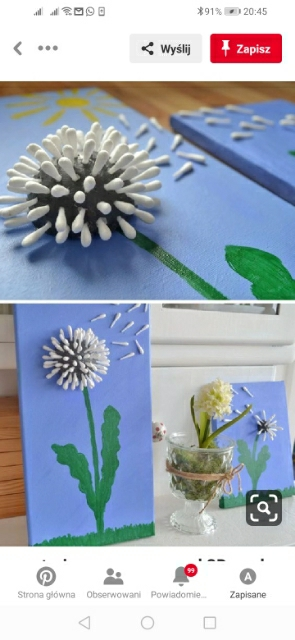 91% 20:45
Wyślij
Zapisz
99
Strona główna
Obserwowani
Powiadomie...
A
Zapisane